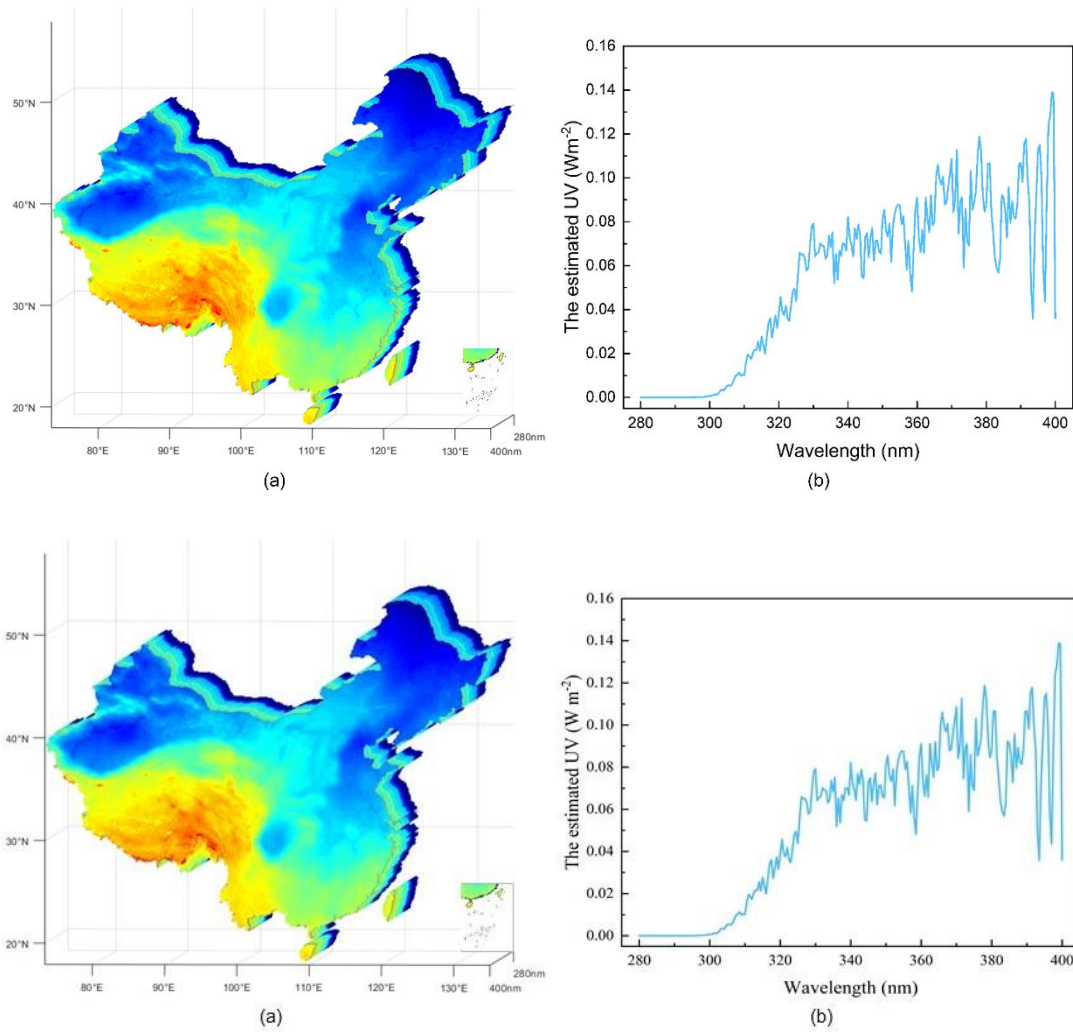 50°N
40°N
30°N
20°N
80°E
90°E
100°E
110°E
120°E
130°E
400nm
280nm
(a)
The estimated UV (Wm-2)
0.16
0.14
0.12
0.10
0.08
0.06
0.04
0.02
0.00
280
300
320
340
360
380
400
Wavelength (nm)
(b)
50°N
40°N
30°N
20°N
80°E
90°E
100°E
110°E
120°E
130°E
400nm
280nm
(a)
The estimated UV (W m-2)
0.16
0.14
0.12
0.10
0.08
0.06
0.04
0.02
0.00
280
300
320
340
360
380
400
Wavelength (nm)
(b)